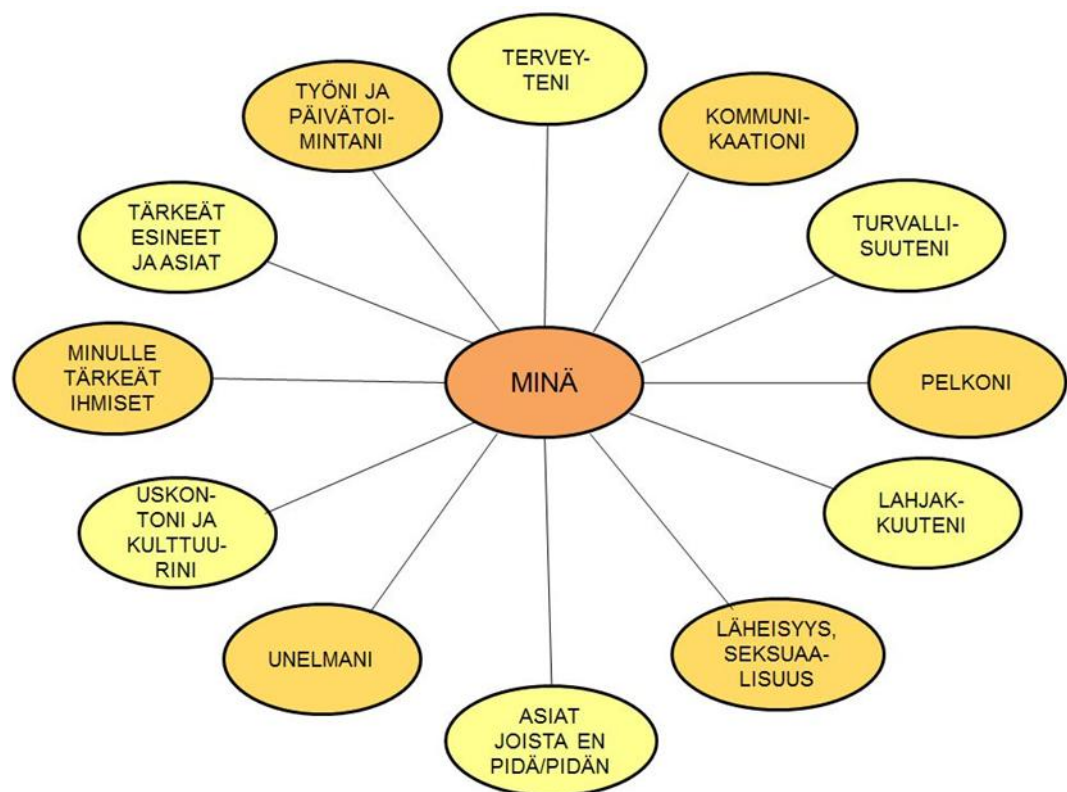 TERVEY-
TENI
TYÖNI JA
PÄIVÄTOI-
MINTANI
KOMMUNI-
KAATIONI
TÄRKEÄT
ESINEET
JA ASIAT
TURVALLI-
SUUTENI
MINULLE
TÄRKEÄT
IHMISET
MINÄ
PELKONI
USKON-
TONI JA
KULTTUU-
RINI
LAHJAK-
KUUTENI
UNELMANI
LÄHEISYYS,
SEKSUAA-
LISUUS
ASIAT
JOISTA EN
PIDÄ/PIDÄN